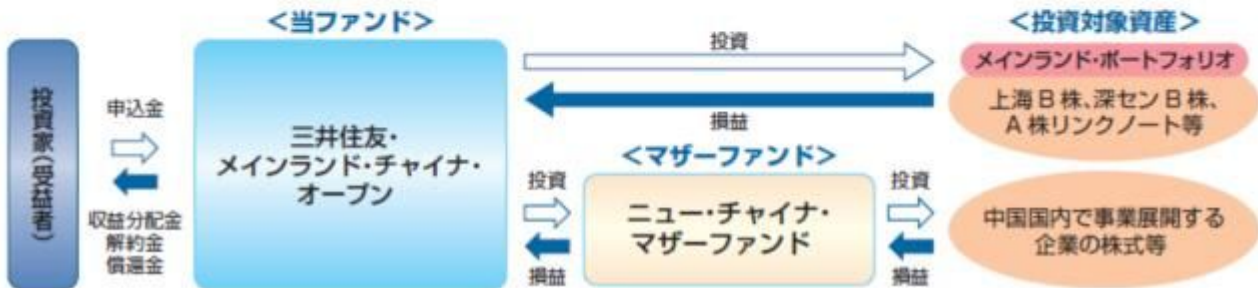 <当ファンド>
<投資対象資産>
投資家(受益者)
申込金
収益分配金
解約金
償還金
三井住友・
メインランド・チャイナ・
オープン
投資
損益
メインランド・ポートフォリオ
上海B株、深センB株、
A株リンクノート等
<マザーファンド>
投資
損益
ニュー・チャイナ・
マザーファンド
投資
損益
中国国内で事業展開する
企業の株式等